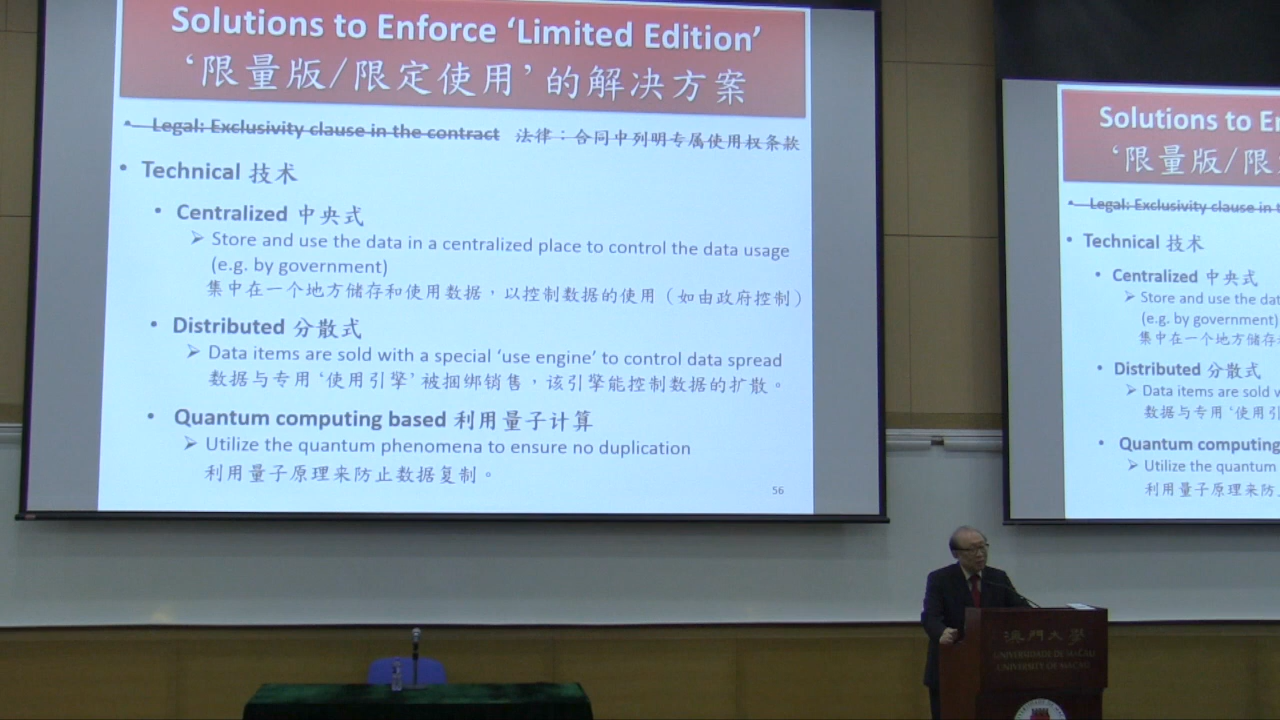 Solutions to Enforce ‘Limited Edition’
‘限量版/限定使用’的解决方案
• Legal: Exclusivity clause in the contract 法律：合同中列明专属使用权条款
• Technical 技术
• Centralized 中央式
➢ Store and use the data in a centralized place to control the data usage
(e.g. by government)
集中在一个地方储存和使用数据，以控制数据的使用（如由政府控制）
• Distributed 分散式
➢ Data items are sold with a special ‘use engine’ to control data spread
数据与专用‘使用引擎’被捆绑销售，该引擎能控制数据的扩散。
• Quantum computing based 利用量子计算
➢ Utilize the quantum phenomena to ensure no duplication
利用量子原理来防止数据复制。
56
Solutions to E
‘限量版/限
• Legal: Exclusivity clause in
• Technical 技术
• Centralized 中央式
➢ Store and use the dat
(e.g. by government)
集中在一个地方储存
• Distributed 分散式
➢ Data items are sold
数据与专用‘使用引
• Quantum computing
➢ Utilize the quantum
利用量子原理来防
澳門大學
UNIVERSIDADE DE MACAU
UNIVERSITY OF MACAU